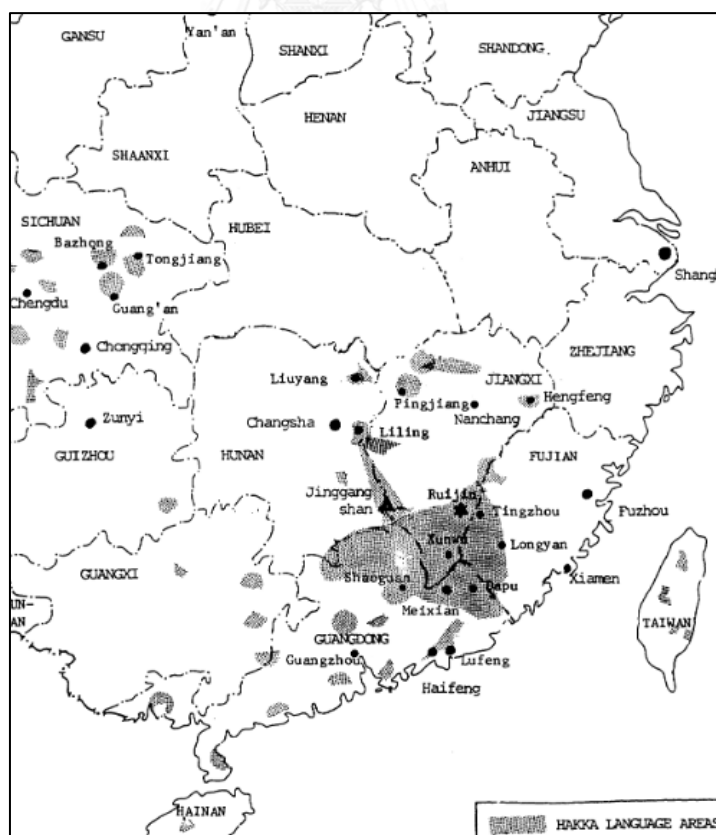 Yan'an
GANSU
SHANXI
SHANDONG
HENAN
JIANGSU
SHAANXI
ANHUI
SICHUAN
HUBEI
Bazhong
Tongjiang
Shang
Chengdu
Guang'an
Chongqing
ZHEJIANG
Liuyang
JIANGXI
Pingjiang
Hengfeng
Nanchang
Zunyi
Changsha
Liling
GUIZHOU
HUNAN
FUJIAN
Jinggang
shan
Ruijin
Tingzhou
Fuzhou
Xunwu
Longyan
GUANGXI
Shaoguan
Dapu
Xiamen
Meixian
UN-
AN
TAIWAN
GUANGDONG
Guangzhou
Lufeng
Haifeng
HAINAN
HAKKA LANGUAGE AREAS